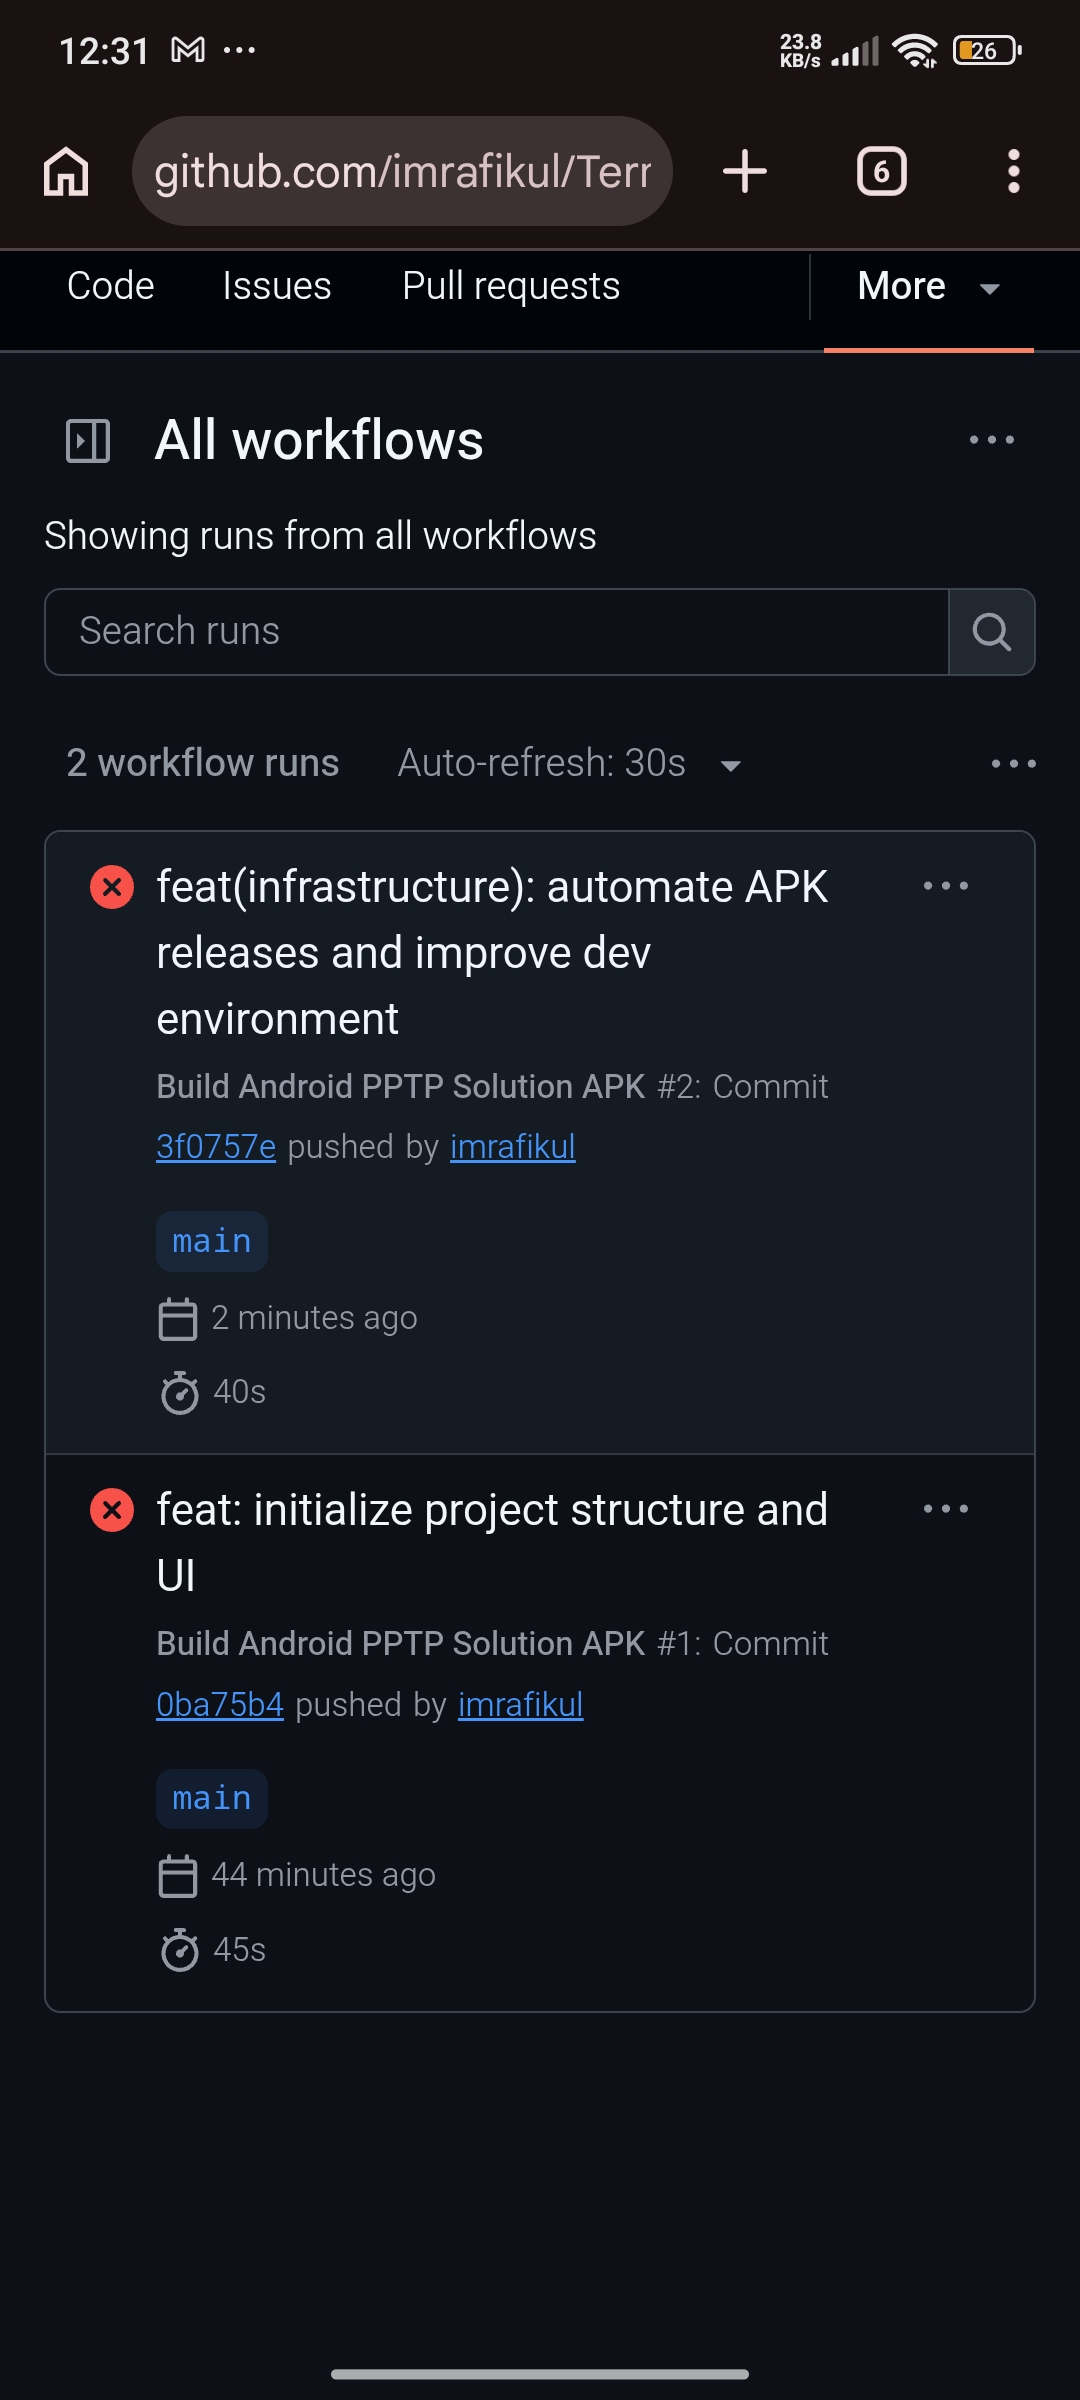 12:31
23.8
KB/s
26
github.com/imrafikul/Terr
6
Code Issues Pull requests More
All workflows
Showing runs from all workflows
Search runs
2 workflow runs Auto-refresh: 30s
feat(infrastructure): automate APK
releases and improve dev
environment
Build Android PPTP Solution APK #2: Commit
3f0757e pushed by imrafikul
main
2 minutes ago
40s
feat: initialize project structure and
UI
Build Android PPTP Solution APK #1: Commit
0ba75b4 pushed by imrafikul
main
44 minutes ago
45s